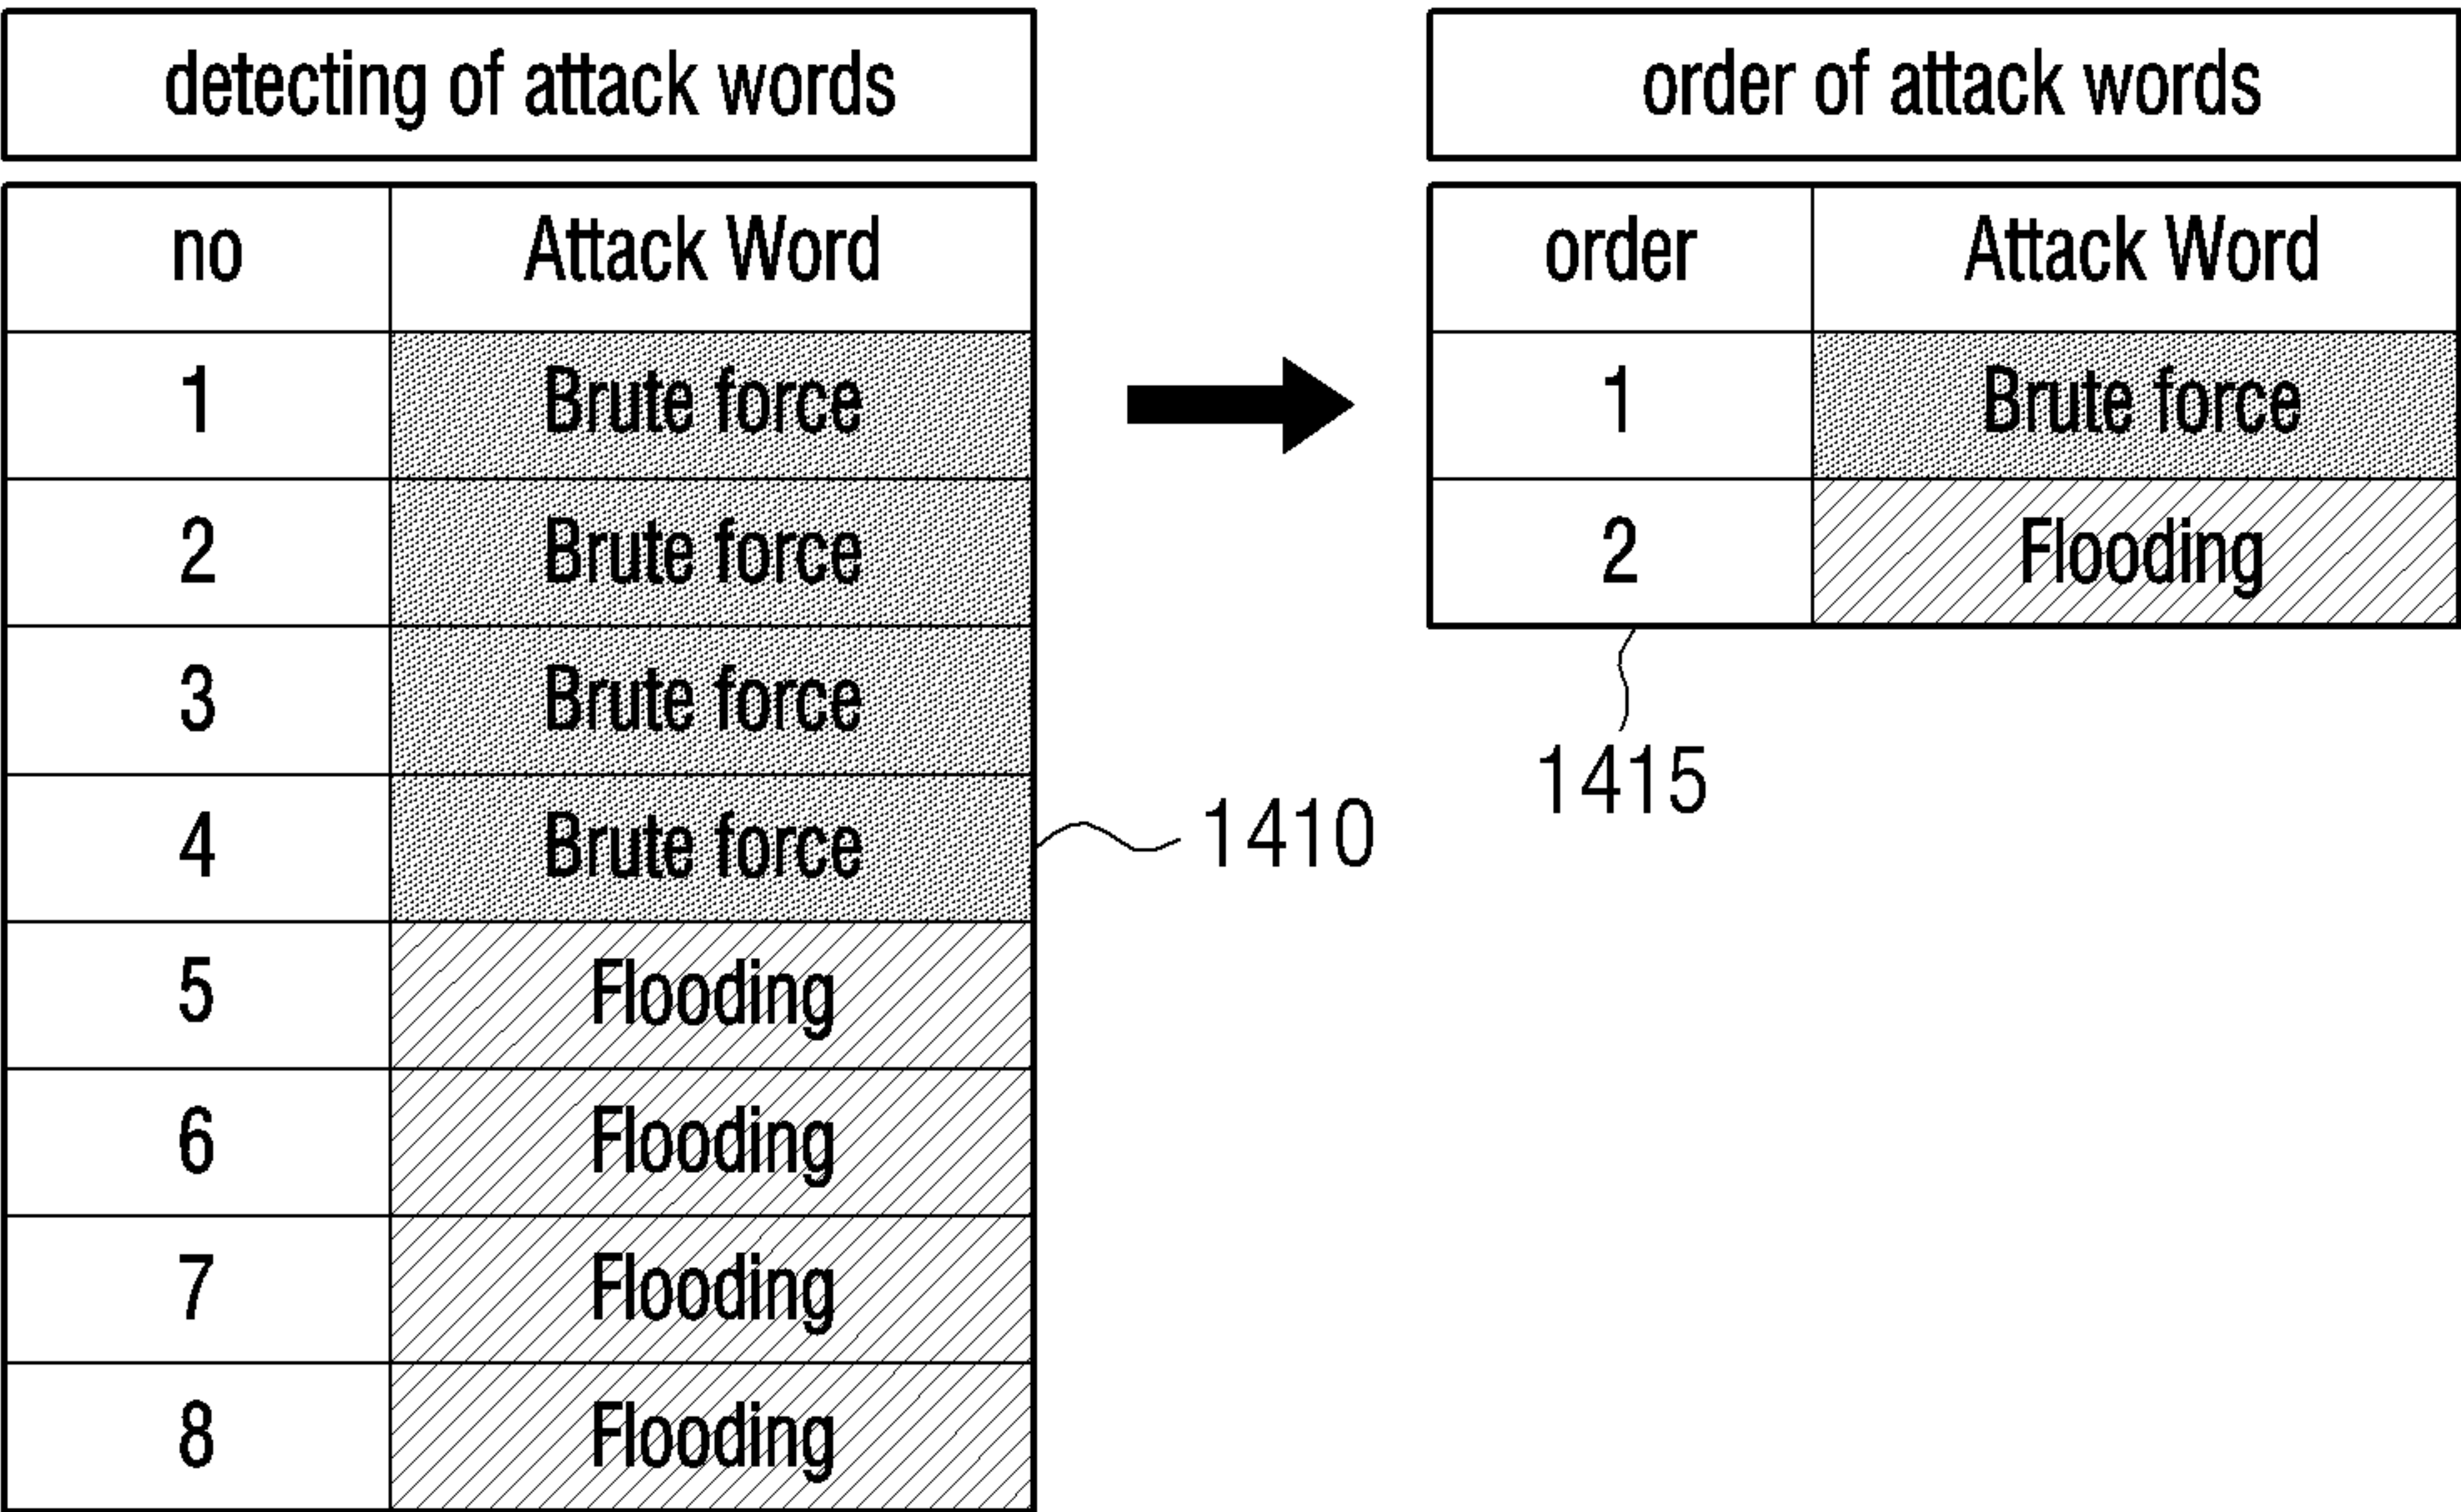 detecting of attack words
no Attack Word
1 Brute force
2 Brute force
3 Brute force
4 Brute force
5 Flooding
6 Flooding
7 Flooding
8 Flooding
1410
order of attack words
order Attack Word
1 Brute force
2 Flooding
1415